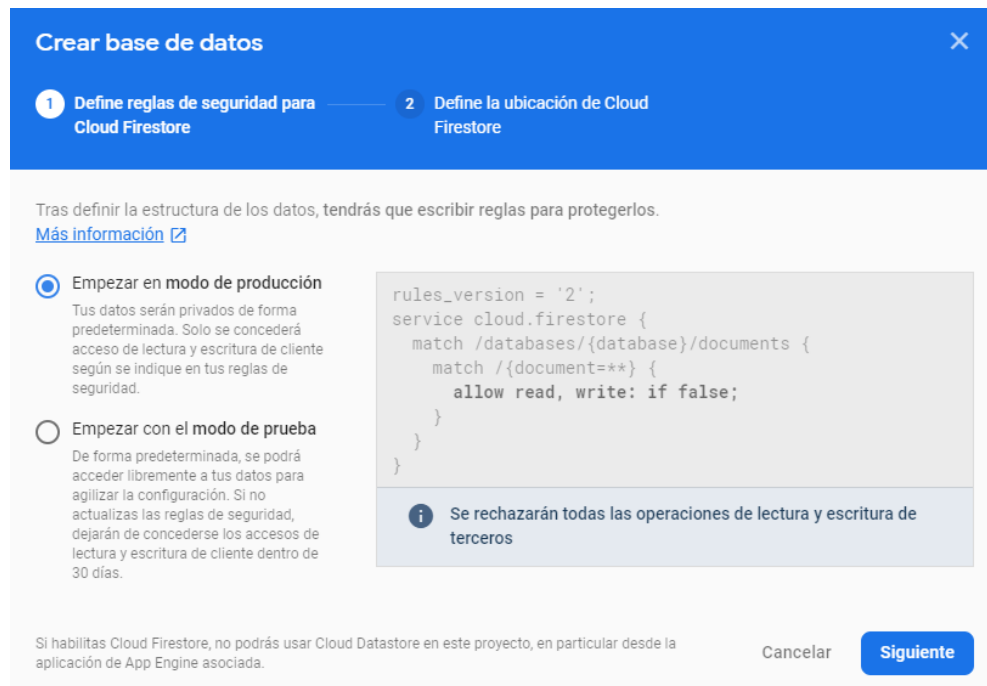 Crear base de datos
1 Define reglas de seguridad para
Cloud Firestore
2 Define la ubicación de Cloud
Firestore
Tras definir la estructura de los datos, tendrás que escribir reglas para protegerlos.
Más información
Empezar en modo de producción
Tus datos serán privados de forma
predeterminada. Solo se concederá
acceso de lectura y escritura de cliente
según se indique en tus reglas de
seguridad.
Empezar con el modo de prueba
De forma predeterminada, se podrá
acceder libremente a tus datos para
agilizar la configuración. Si no
actualizas las reglas de seguridad,
dejarán de concederse los accesos de
lectura y escritura de cliente dentro de
30 días.
rules_version = '2';
service cloud.firestore {
  match /databases/{database}/documents {
    match /{document=**} {
      allow read, write: if false;
    }
  }
}
Se rechazarán todas las operaciones de lectura y escritura de
terceros
Si habilitas Cloud Firestore, no podrás usar Cloud Datastore en este proyecto, en particular desde la
aplicación de App Engine asociada.
Cancelar
Siguiente